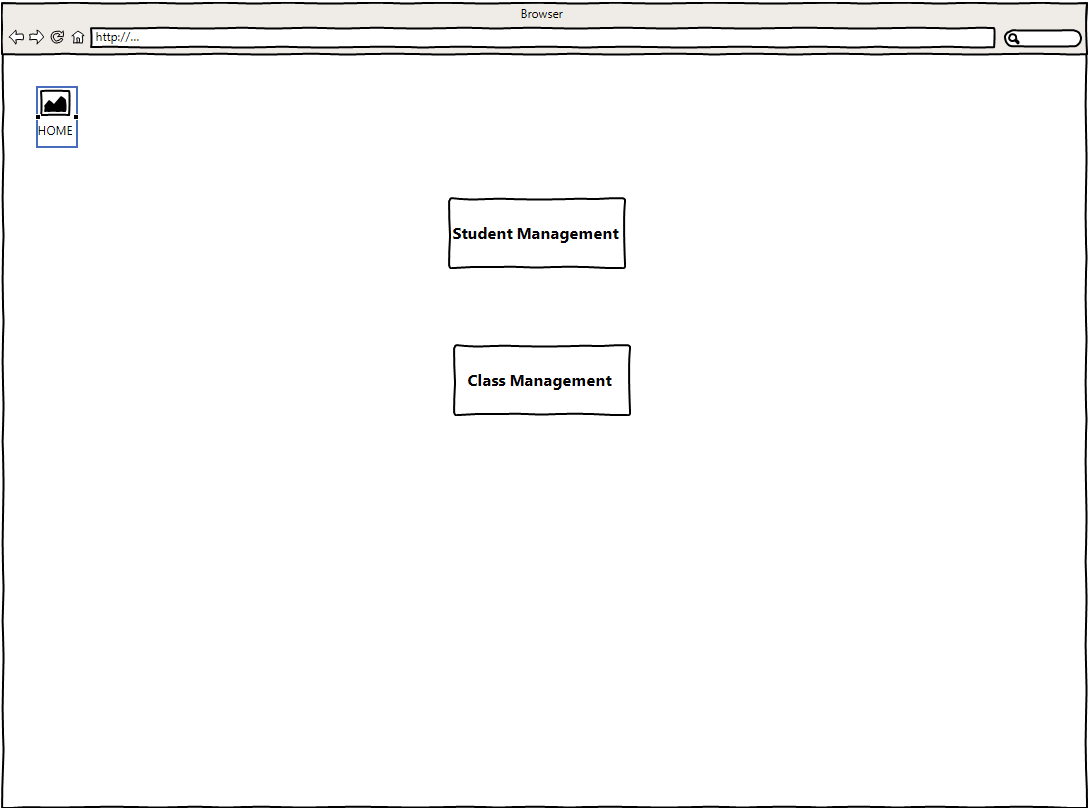 Browser
http://...
HOME
Student Management
Class Management